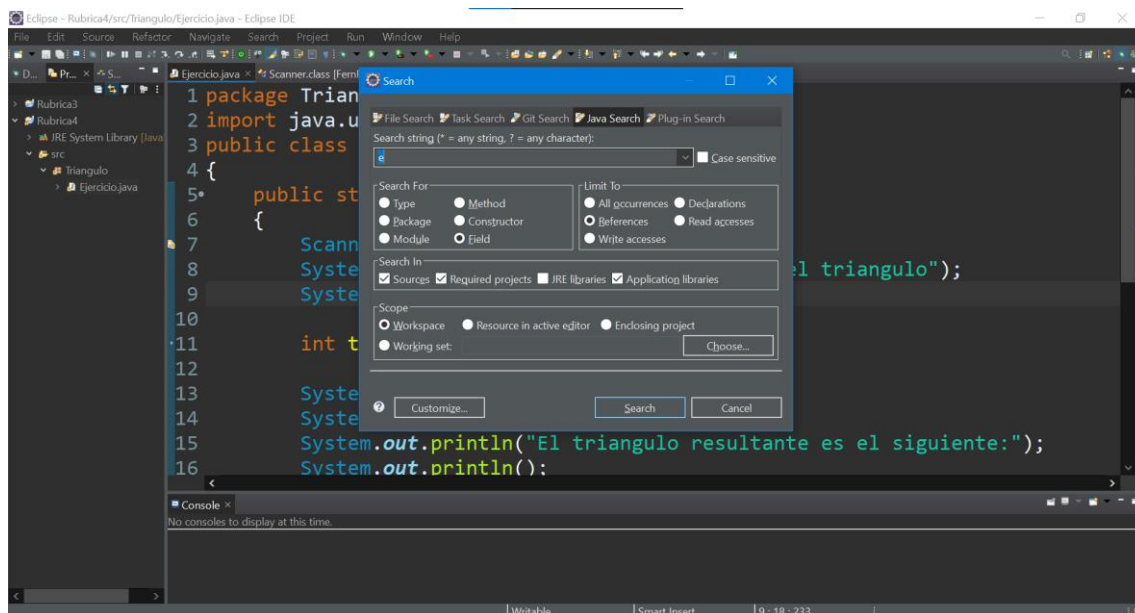 Eclipse - Rubrica4/src/Triangulo/Ejercicio.java - Eclipse IDE
File Edit Source Refactor Navigate Search Project Run Window Help
D... Pr... S...
Rubrica3
Rubrica4
JRE System Library [Java
src
Triangulo
Ejercicio.java
Ejercicio.java Scanner.class
1 package Trian
2 import java.u
3 public class
4 {
5 public st
6 {
7 Scann
8 Syste el triangulo");
9 Syste
10
11 int t
12
13 Syste
14 Syste
15 System.out.println("El triangulo resultante es el siguiente:");
16 System.out.println();
Search
File Search Task Search Git Search Java Search Plug-in Search
Search string (* = any string, ? = any character):
e
Case sensitive
Search For
Type Method
Package Constructor
Module Field
Limit To
All occurrences Declarations
References Read accesses
Write accesses
Search In
Sources Required projects JRE libraries Application libraries
Scope
Workspace Resource in active editor Enclosing project
Working set: Choose...
? Customize... Search Cancel
Console
No consoles to display at this time.
Writable Smart Insert 9 : 18 : 233